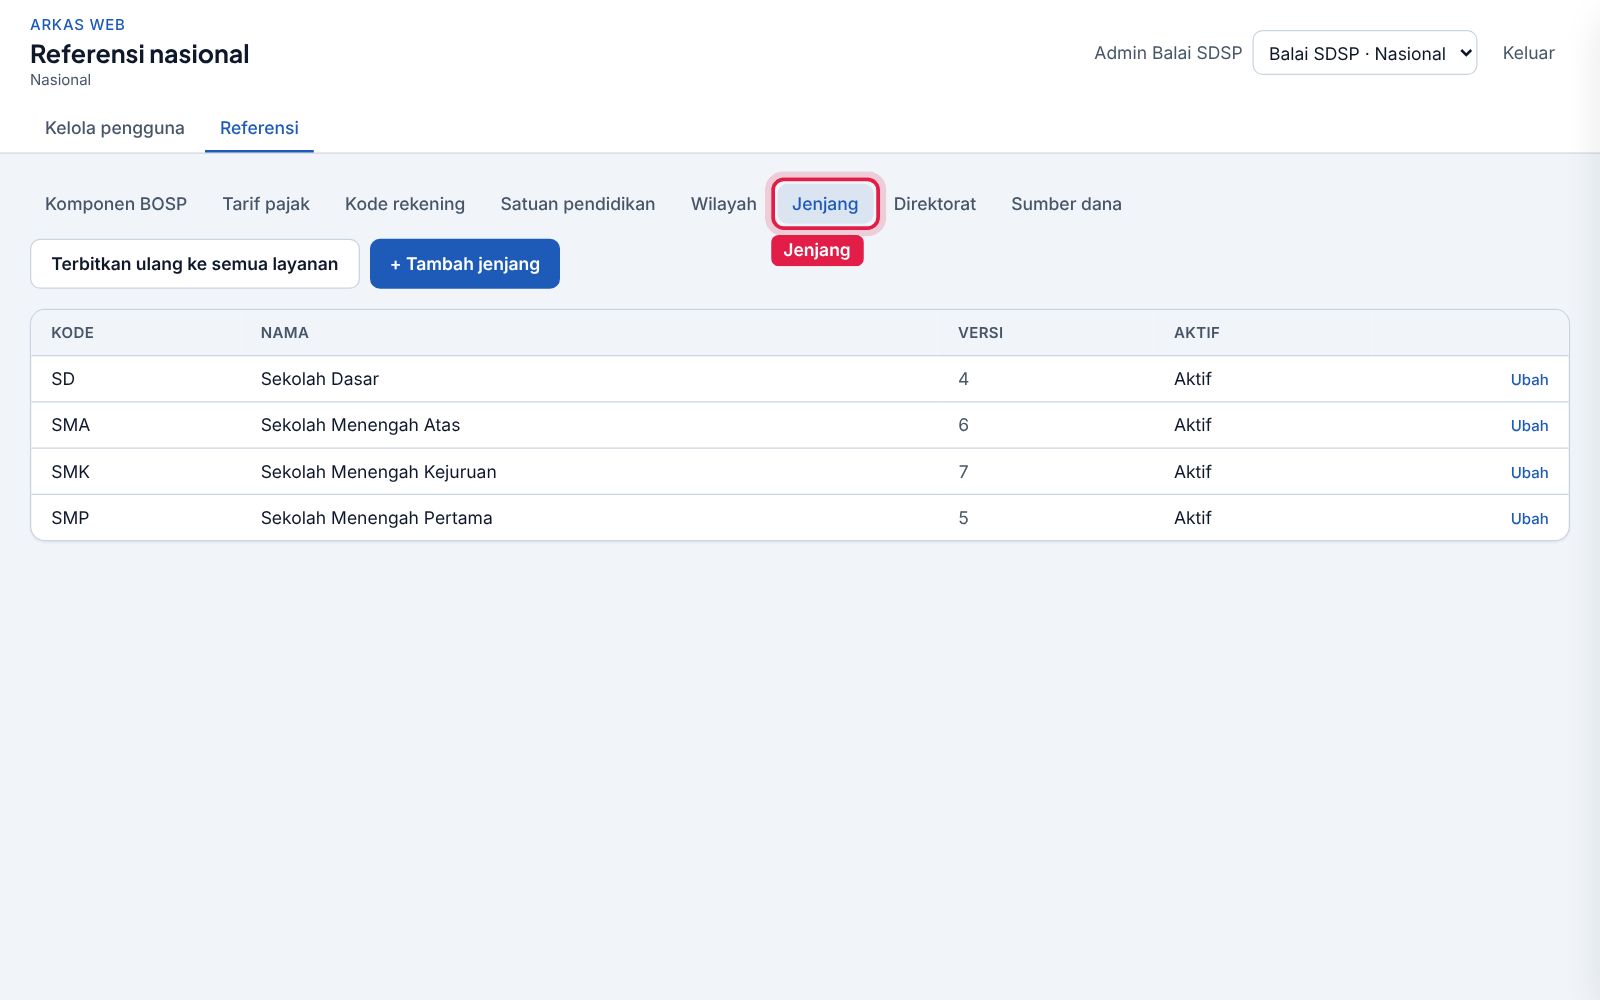 ARKAS WEB
Referensi nasional
Nasional
Admin Balai SDSP
Balai SDSP · Nasional
Keluar
Kelola pengguna
Referensi
Komponen BOSP
Tarif pajak
Kode rekening
Satuan pendidikan
Wilayah
Jenjang
Direktorat
Sumber dana
Jenjang
Terbitkan ulang ke semua layanan
+ Tambah jenjang
KODE NAMA VERSI AKTIF
SD Sekolah Dasar 4 Aktif Ubah
SMA Sekolah Menengah Atas 6 Aktif Ubah
SMK Sekolah Menengah Kejuruan 7 Aktif Ubah
SMP Sekolah Menengah Pertama 5 Aktif Ubah